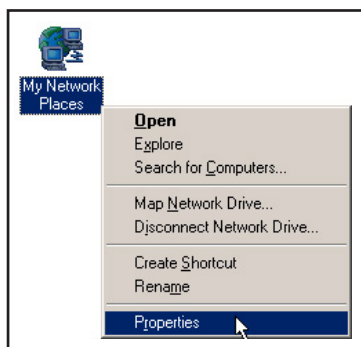 My Network
Places
Open
Explore
Search for Computers...
Map Network Drive...
Disconnect Network Drive...
Create Shortcut
Rename
Properties